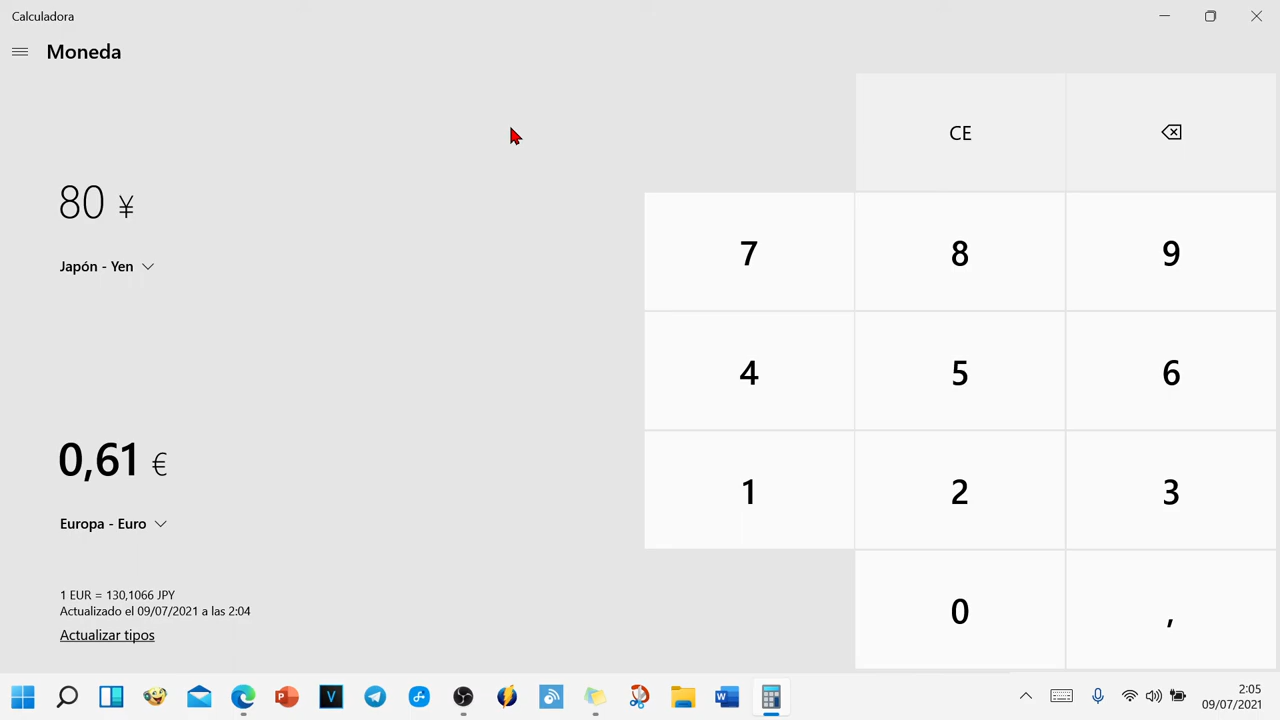 Calculadora
Moneda
CE
80 ¥
Japón - Yen
7 8 9
4 5 6
0,61 €
Europa - Euro
1 2 3
1 EUR = 130,1066 JPY
Actualizado el 09/07/2021 a las 2:04
Actualizar tipos
0 ,
2:05
09/07/2021